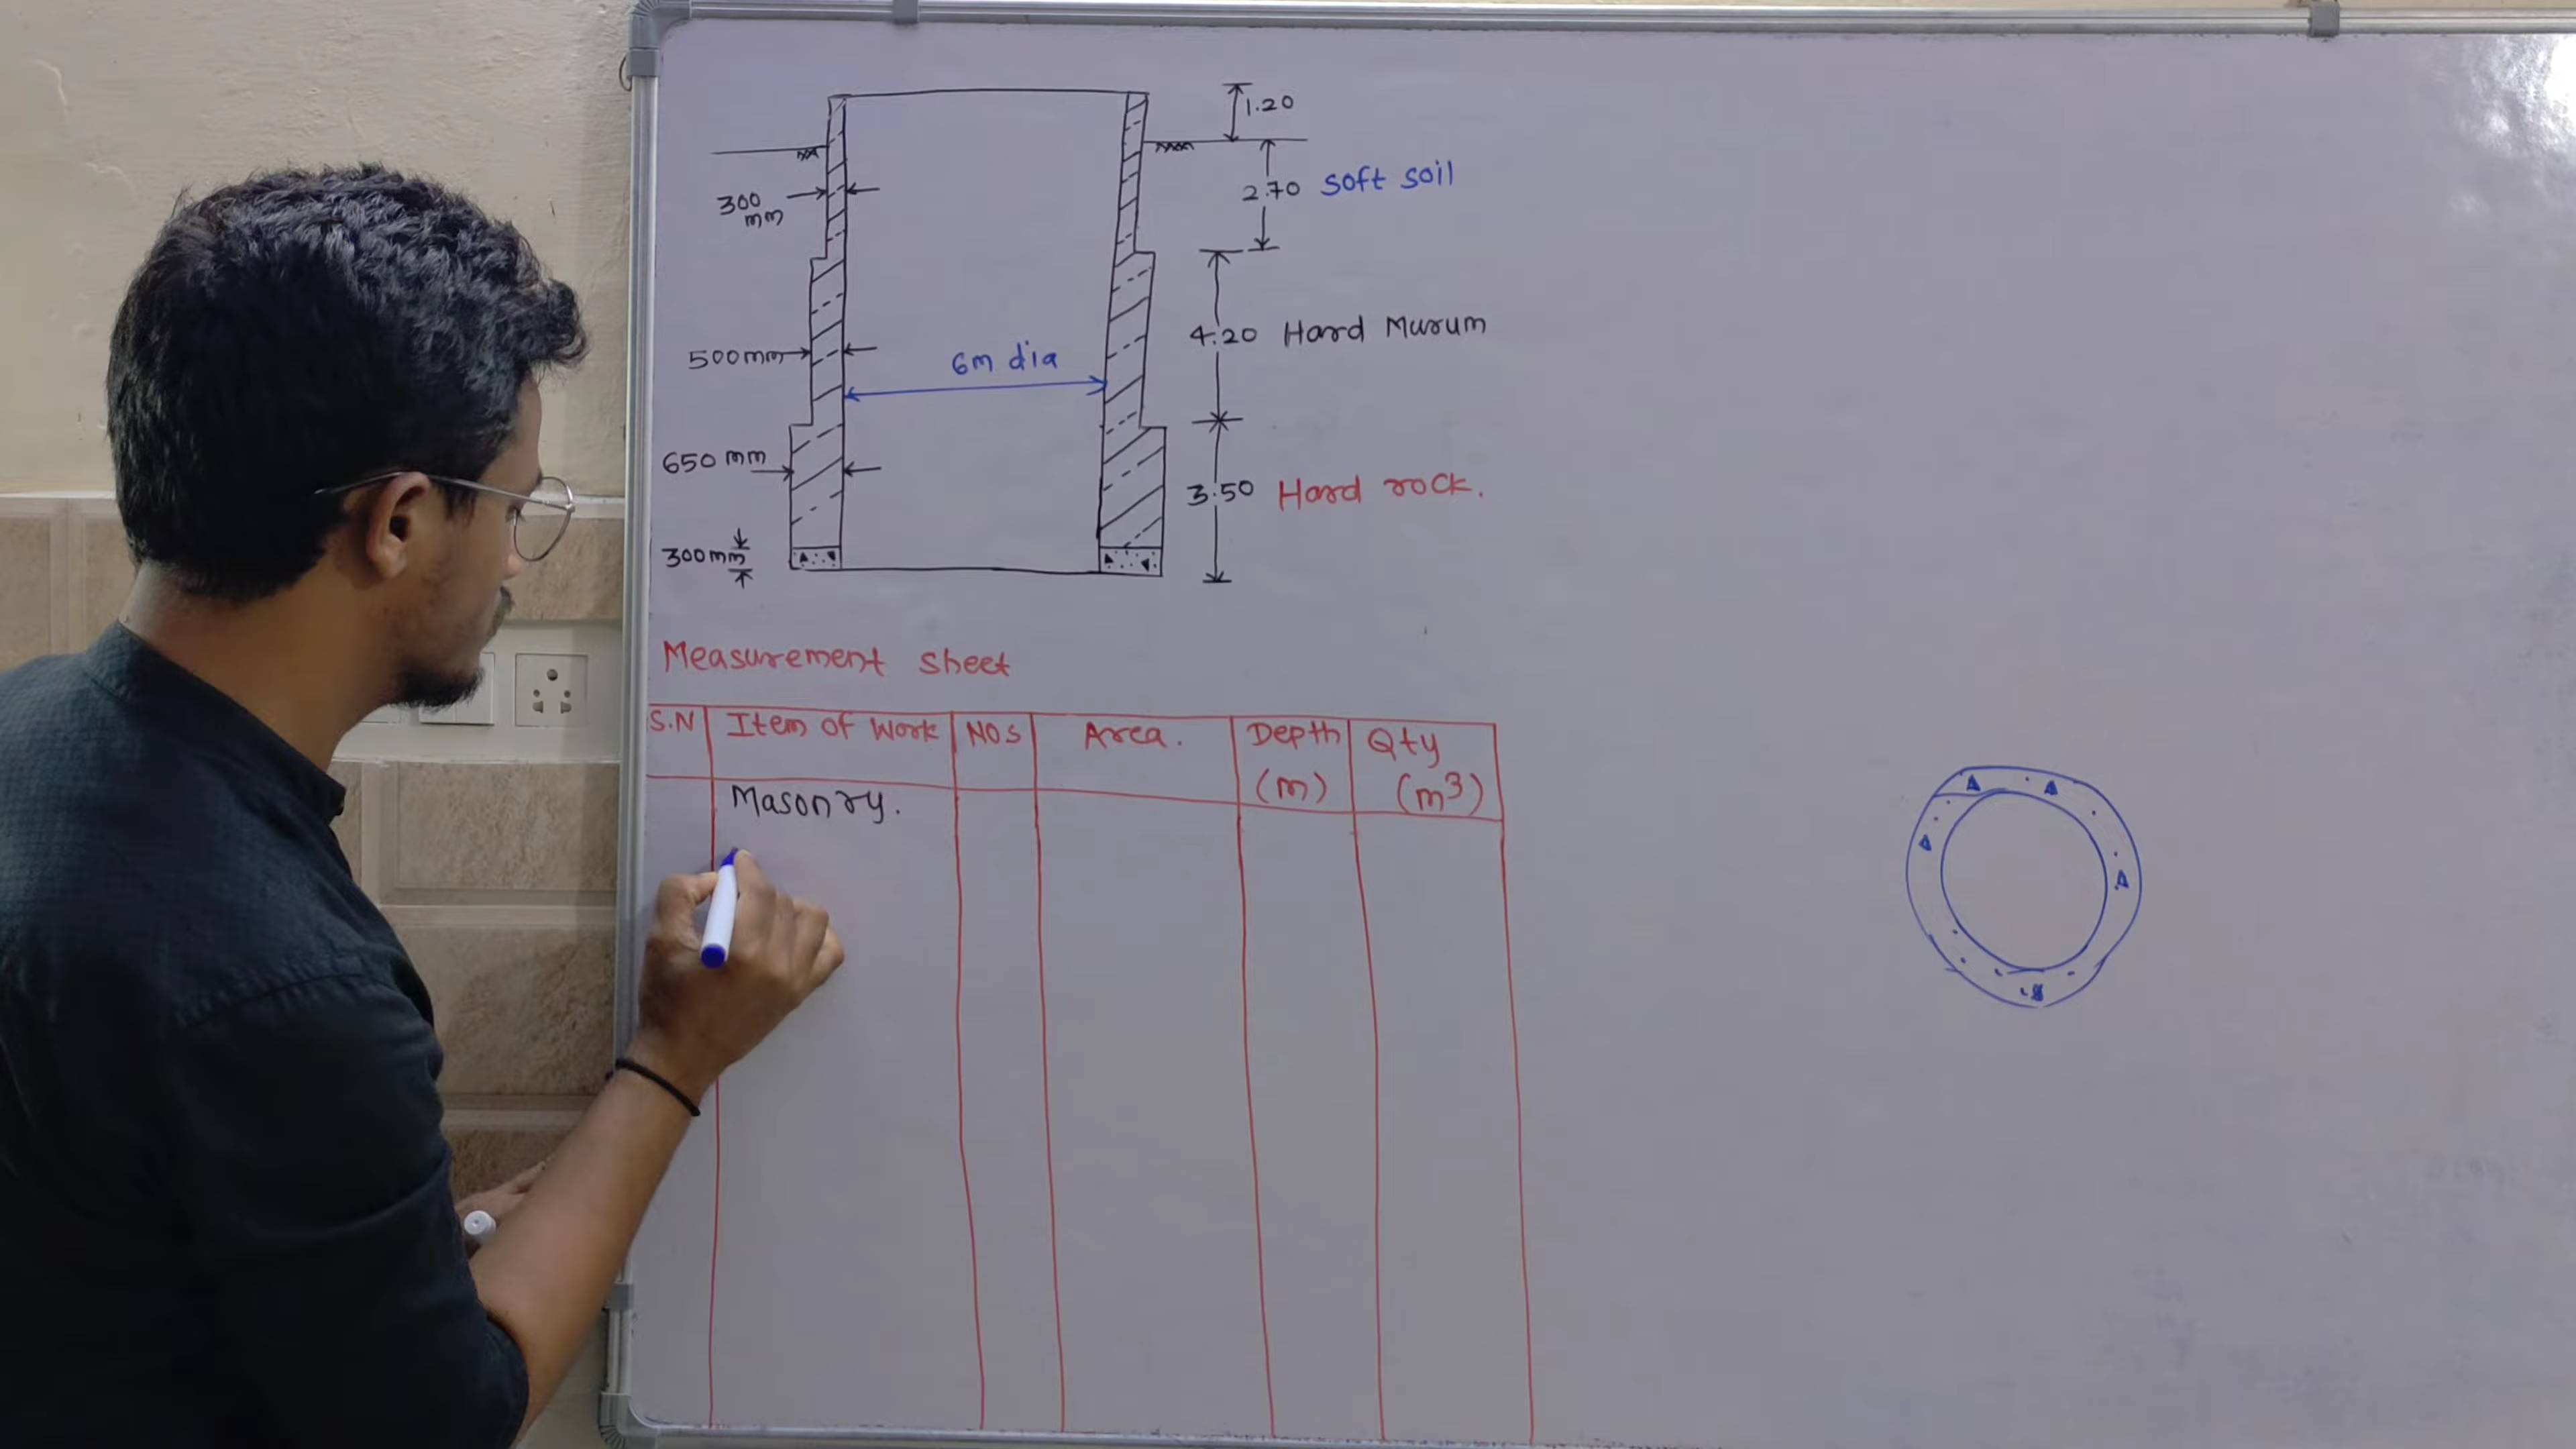 1.20
2.70 soft soil
300
mm
4.20 Hard Murum
500mm
6m dia
650 mm
3.50 Hard rock.
300mm
Measurement sheet
S.N Item of Work NOS Area. Depth (m) Qty (m3)
Masonry.